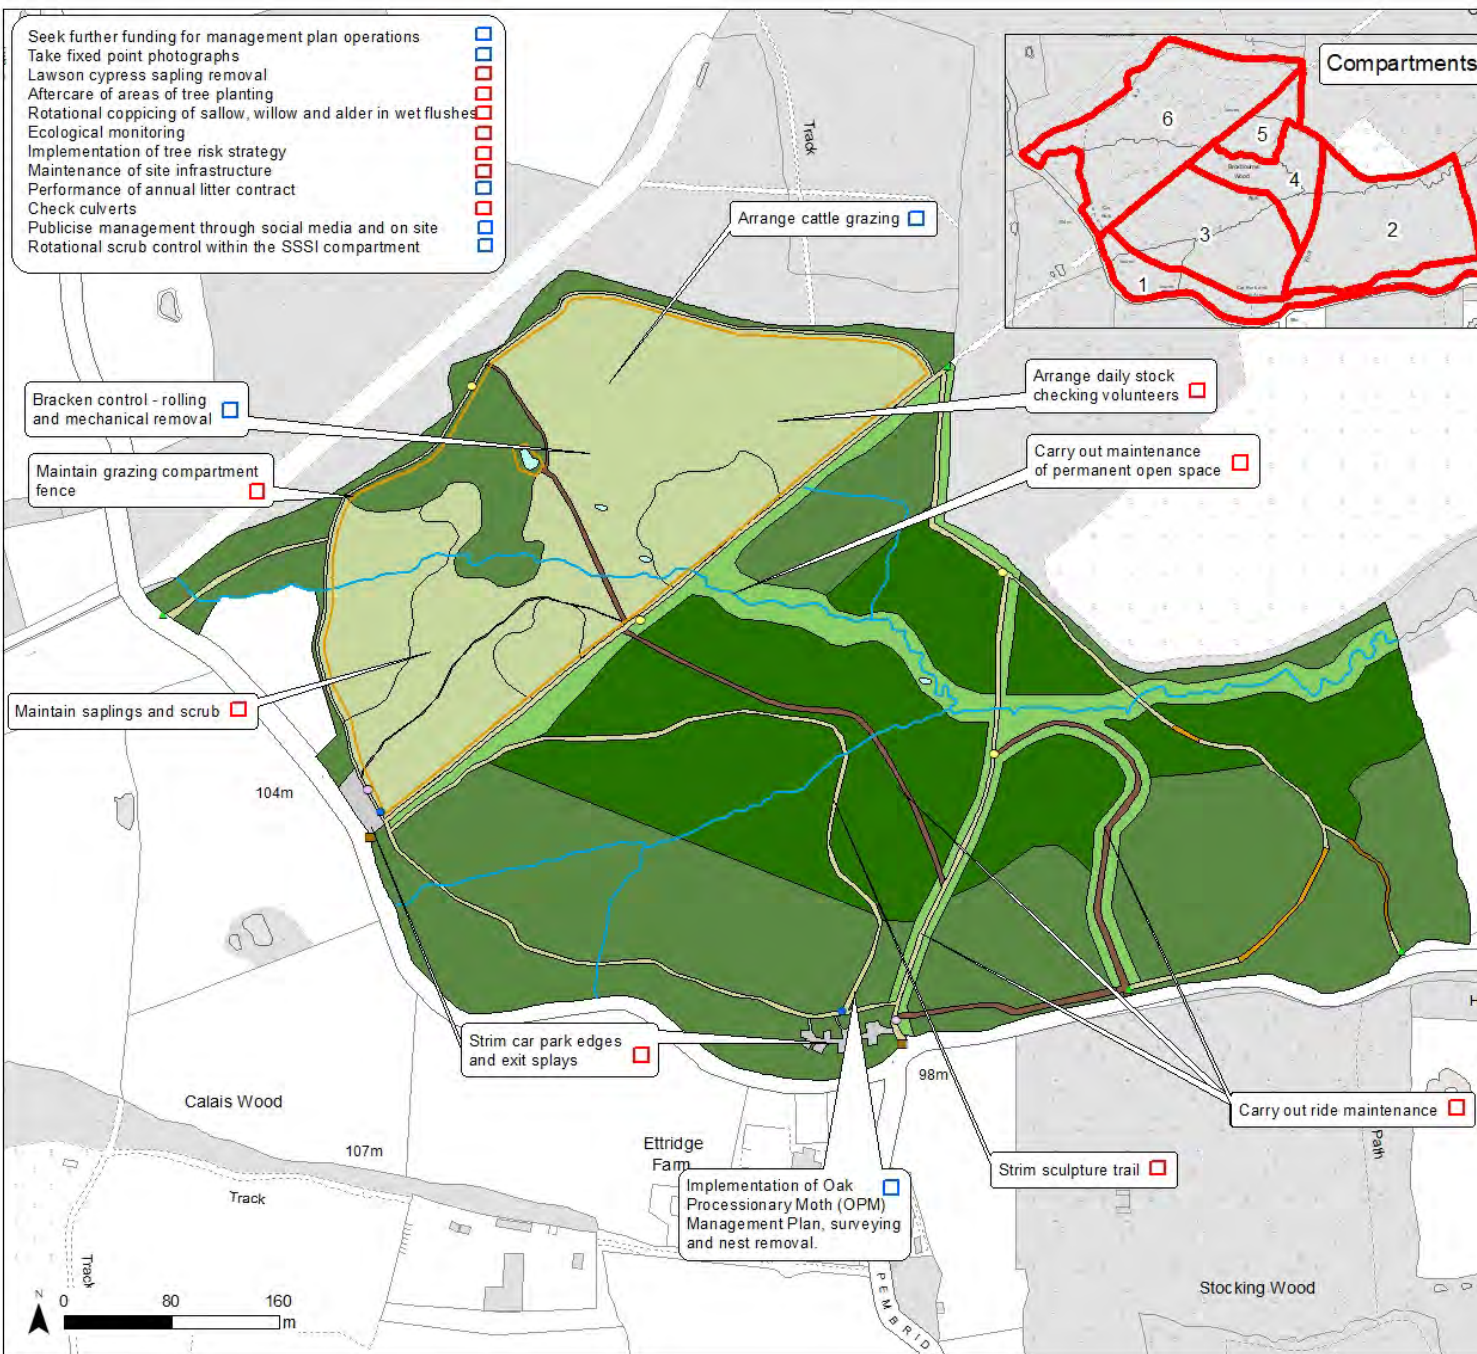 Seek further funding for management plan operations
Take fixed point photographs
Lawson cypress sapling removal
Aftercare of areas of tree planting
Rotational coppicing of sallow, willow and alder in wet flushes
Ecological monitoring
Implementation of tree risk strategy
Maintenance of site infrastructure
Performance of annual litter contract
Check culverts
Publicise management through social media and on site
Rotational scrub control within the SSSI compartment
Compartments
6
5
4
3
2
1
Track
Arrange cattle grazing
Bracken control - rolling
and mechanical removal
Arrange daily stock
checking volunteers
Maintain grazing compartment
fence
Carry out maintenance
of permanent open space
Maintain saplings and scrub
104m
Strim car park edges
and exit splays
98m
Calais Wood
107m
Ettridge
Farm
Carry out ride maintenance
Path
Strim sculpture trail
Implementation of Oak
Processionary Moth (OPM)
Management Plan, surveying
and nest removal.
Track
Track
PEMBRID
Stocking Wood
H
N
0 80 160
m